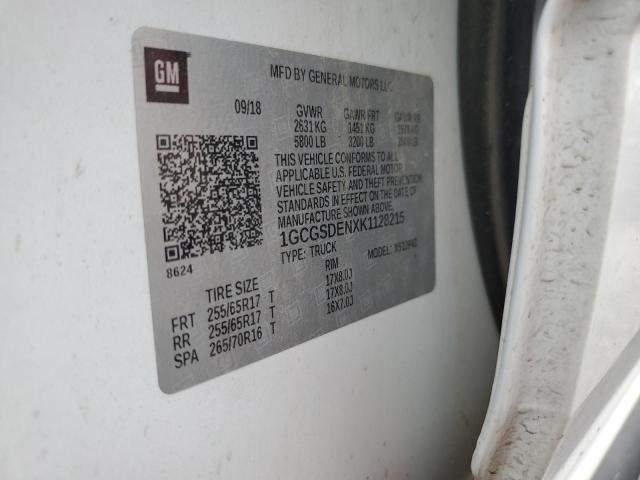 GM
MFD BY GENERAL MOTORS LLC
09/18
GVWR GAWR FRT GAWR RR
2631 KG 1451 KG
5800 LB 3200 LB
THIS VEHICLE CONFORMS TO ALL
APPLICABLE U.S. FEDERAL MOTOR
VEHICLE SAFETY AND THEFT PREVENTION
STANDARDS IN EFFECT ON THE DATE OF
MANUFACTURE SHOWN ABOVE.
1GCGSDENXK1128215
TYPE: TRUCK MODEL:
8624
TIRE SIZE RIM
FRT 255/65R17 T 17X8.0J
RR 255/65R17 T 17X8.0J
SPA 265/70R16 T 16X7.0J